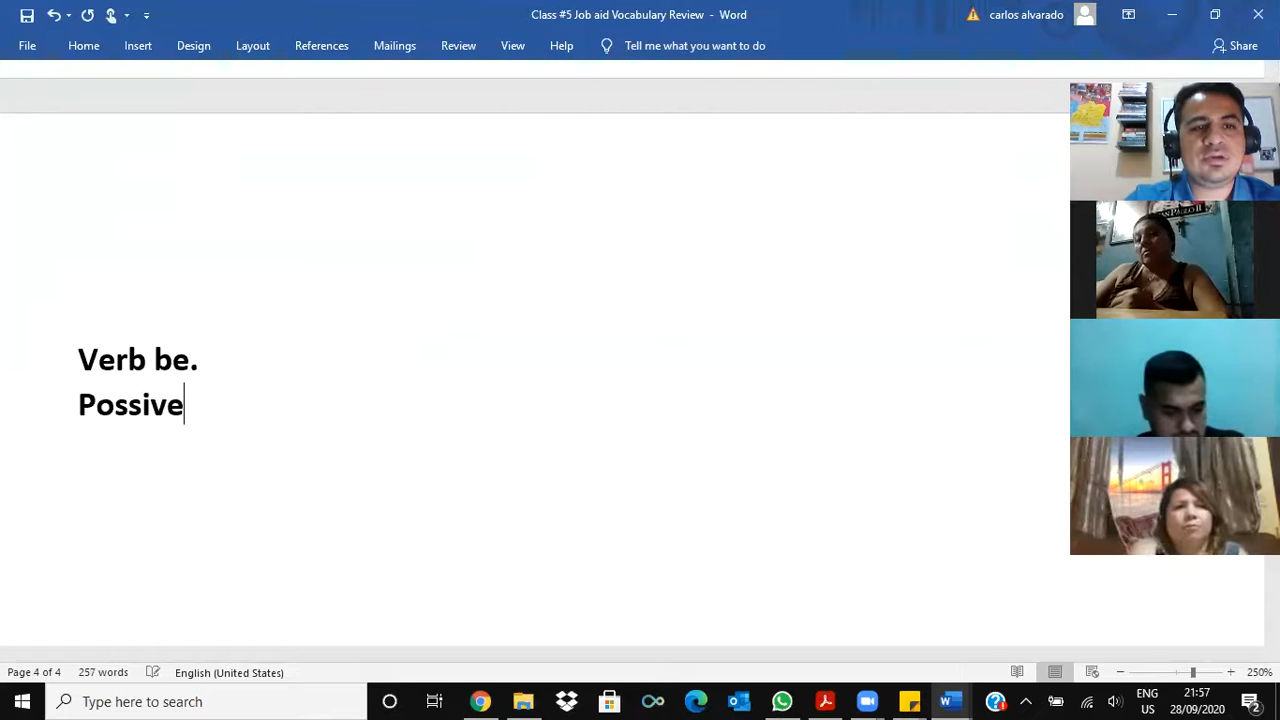 Class #5 Job aid Vocabulary Review - Word
carlos alvarado
File Home Insert Design Layout References Mailings Review View Help Tell me what you want to do Share
Verb be.
Possive
Page 4 of 4 257 words English (United States) 250%
Type here to search
ENG
US
21:57
28/09/2020
2